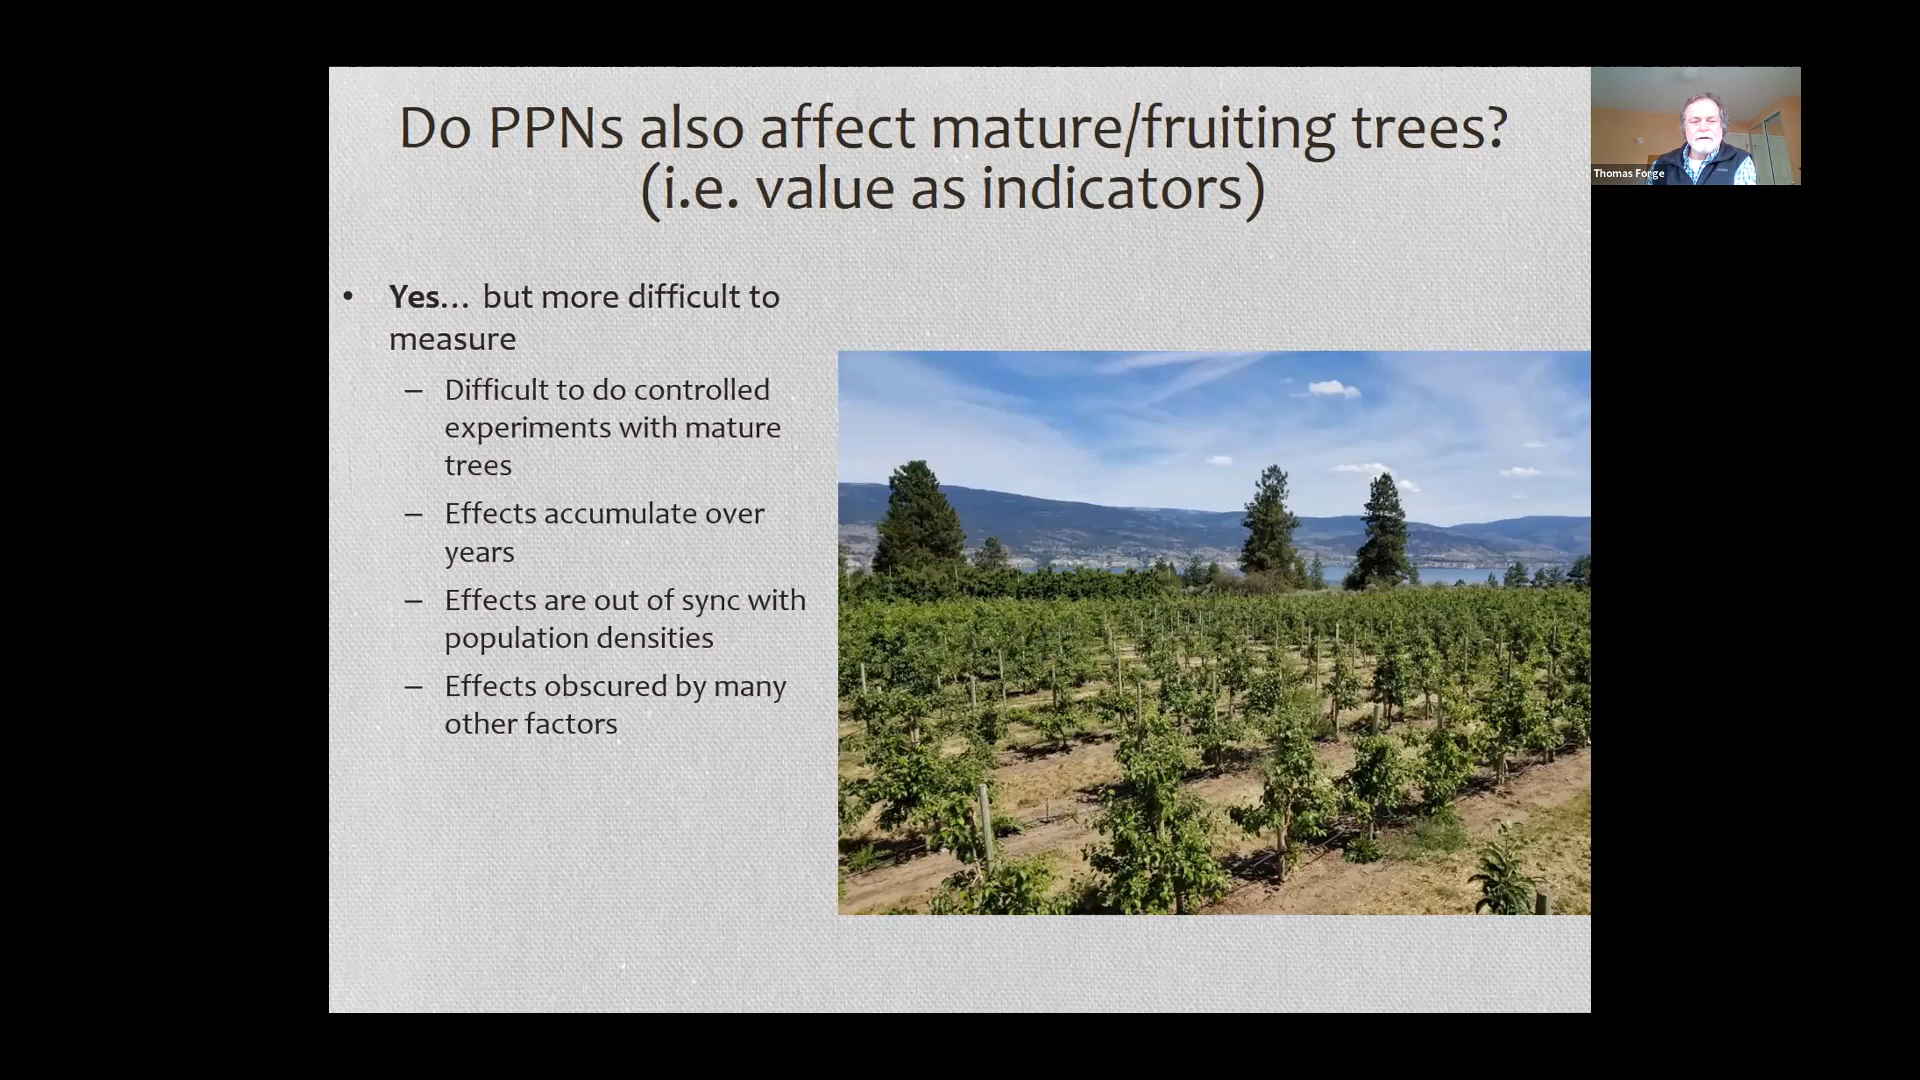 Do PPNs also affect mature/fruiting trees?
(i.e. value as indicators)
Thomas Forge
• Yes... but more difficult to
measure
– Difficult to do controlled
experiments with mature
trees
– Effects accumulate over
years
– Effects are out of sync with
population densities
– Effects obscured by many
other factors